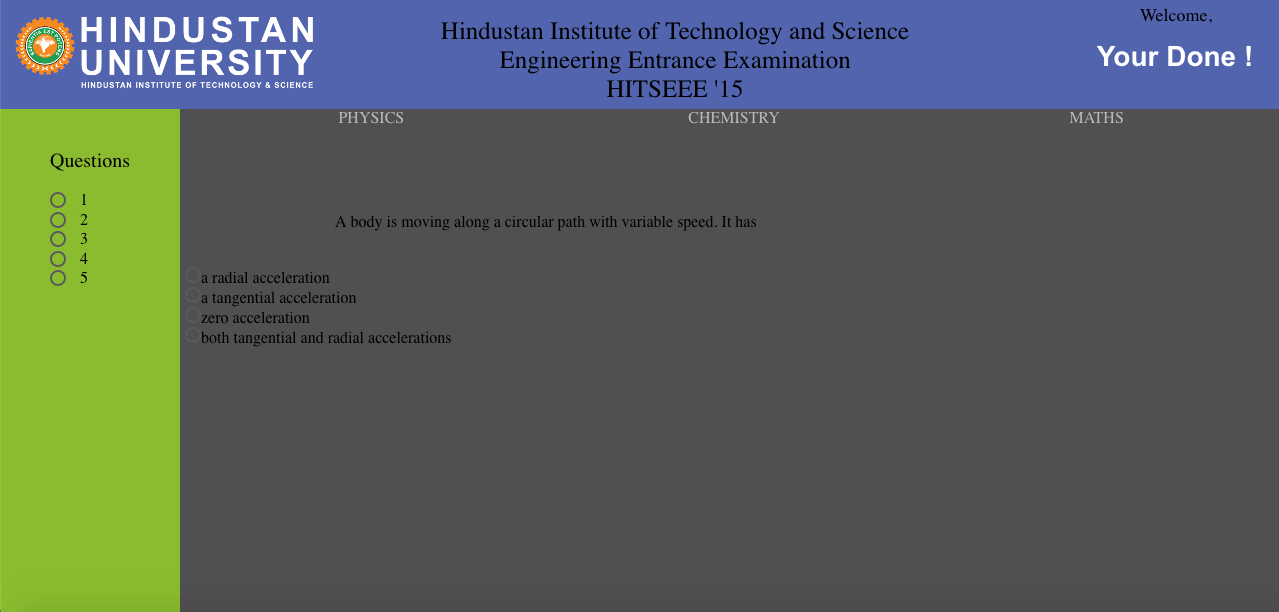 HINDUSTAN
UNIVERSITY
HINDUSTAN INSTITUTE OF TECHNOLOGY & SCIENCE
Hindustan Institute of Technology and Science
Engineering Entrance Examination
HITSEEE '15
Welcome,
Your Done !
PHYSICS
CHEMISTRY
MATHS
Questions
1
2
3
4
5
A body is moving along a circular path with variable speed. It has
a radial acceleration
a tangential acceleration
zero acceleration
both tangential and radial accelerations